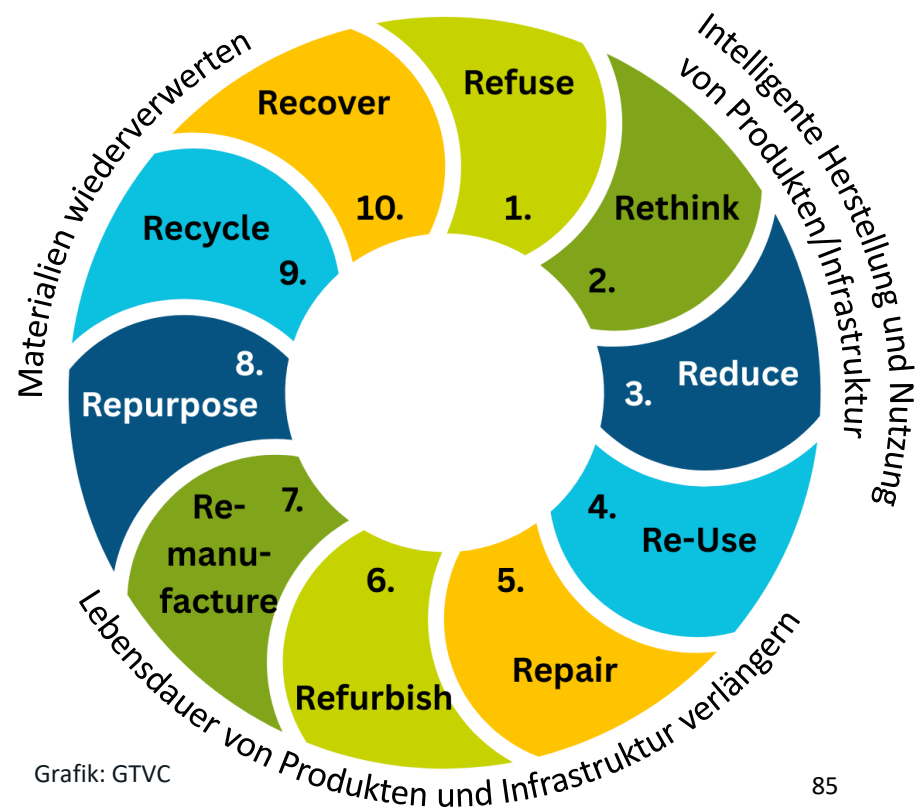 Refuse
1.
Rethink
2.
Reduce
3.
Re-Use
4.
Repair
5.
Refurbish
6.
Re-
manu-
facture
7.
Repurpose
8.
Recycle
9.
Recover
10.
Intelligente Herstellung und Nutzung
von Produkten/Infrastruktur
Lebensdauer von Produkten und Infrastruktur verlängern
Materialien wiederverwerten
Grafik: GTVC
85